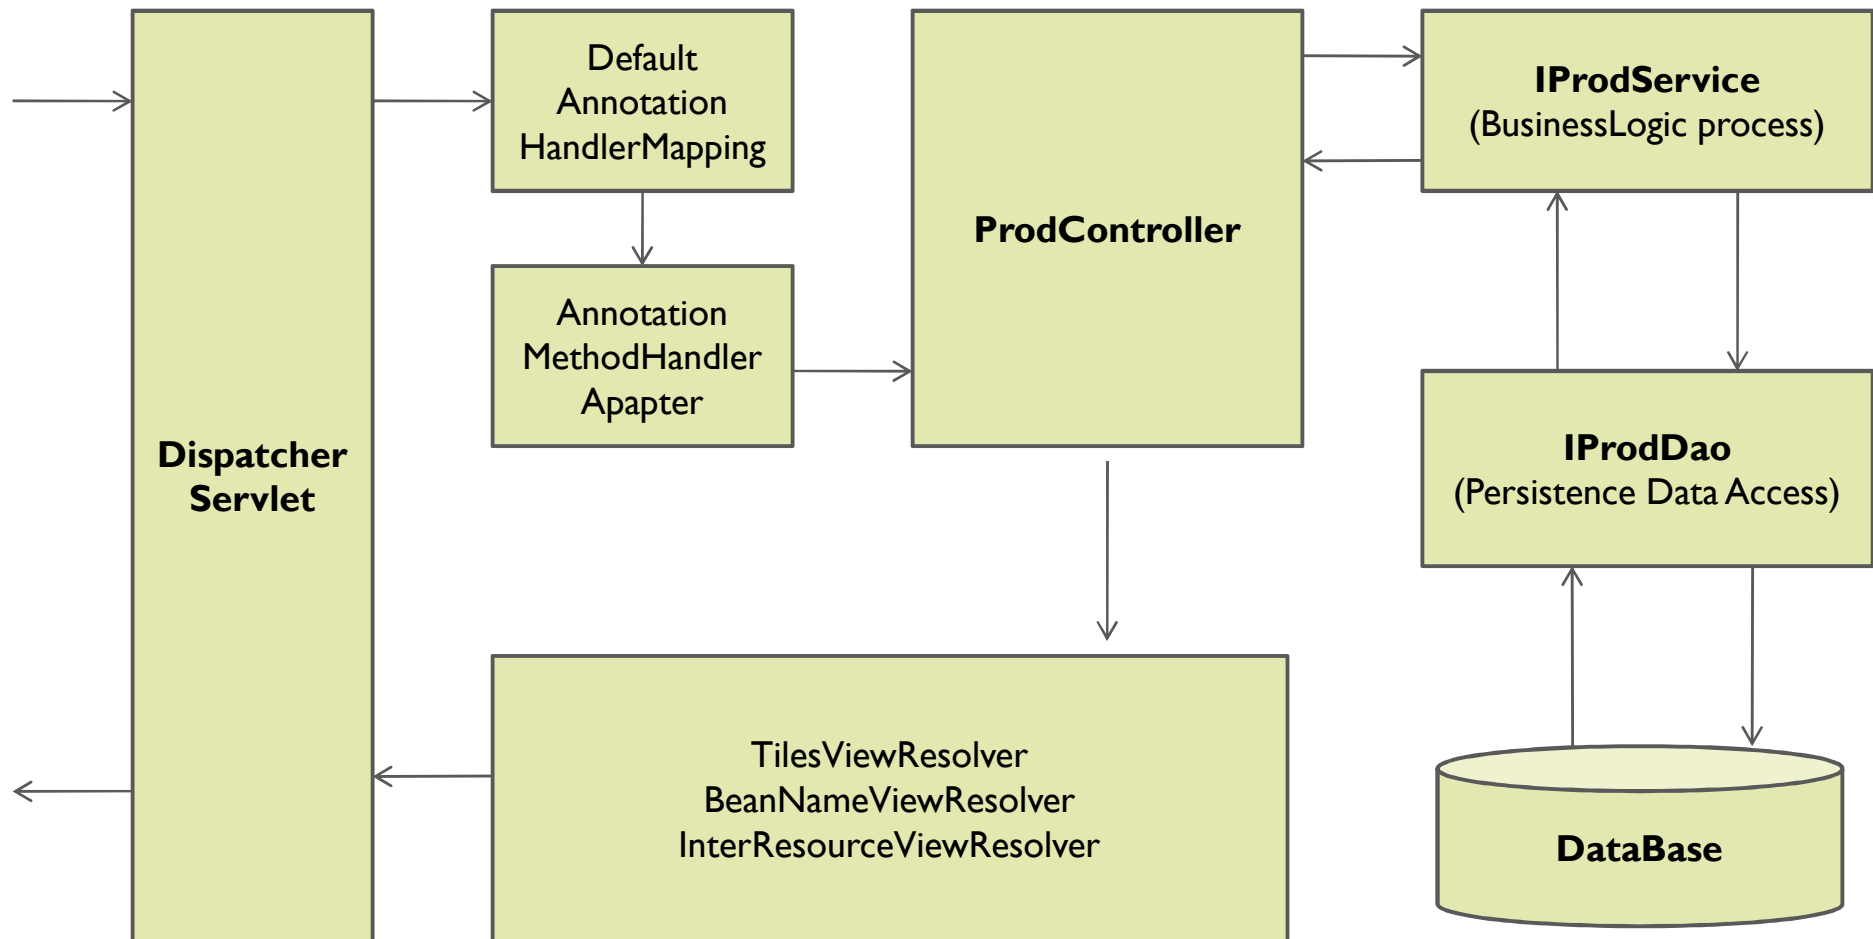 Default
Annotation
HandlerMapping
IProdService
(BusinessLogic process)
ProdController
Annotation
MethodHandler
Apapter
Dispatcher
Servlet
IProdDao
(Persistence Data Access)
TilesViewResolver
BeanNameViewResolver
InterResourceViewResolver
DataBase